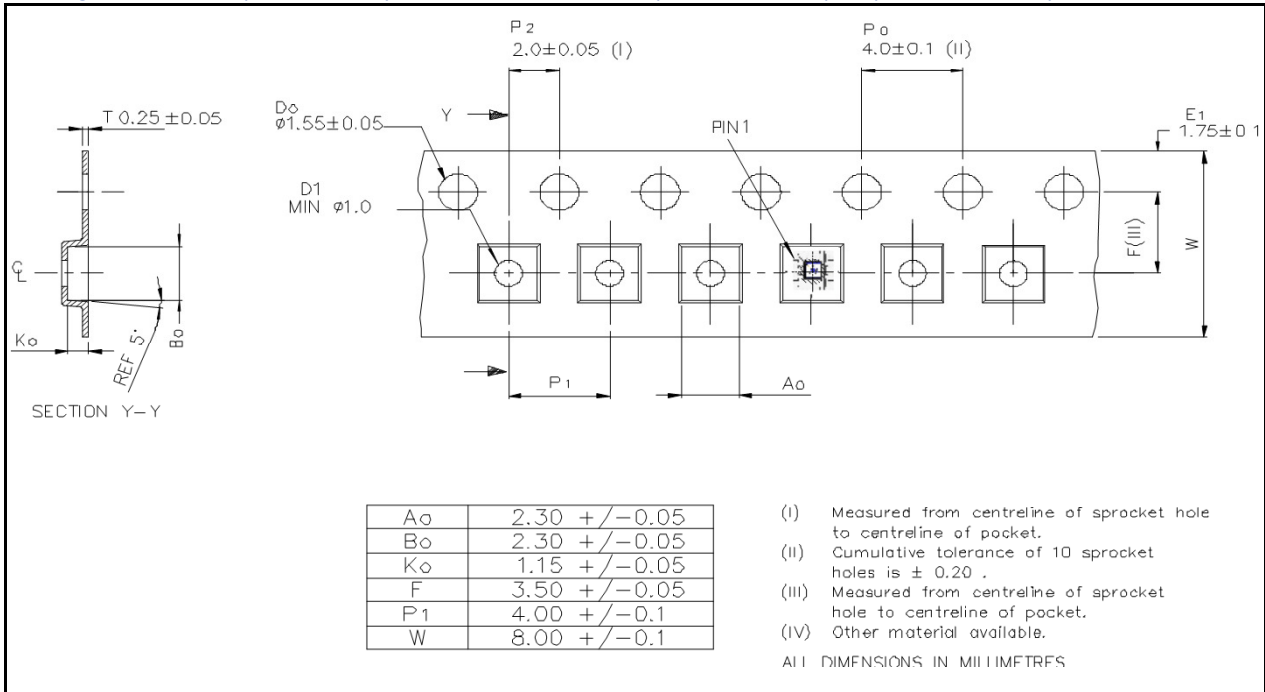 P2
2.0±0.05 (I)
Po
4.0±0.1 (II)
T 0.25±0.05
Do
ø1.55±0.05
Y
PIN1
E1
1.75±0.1
D1
MIN ø1.0
F(III)
W
CL
Ko
REF 5°
Bo
P1
Ao
SECTION Y-Y
Ao 2.30 +/-0.05
Bo 2.30 +/-0.05
Ko 1.15 +/-0.05
F 3.50 +/-0.05
P1 4.00 +/-0.1
W 8.00 +/-0.1
(I) Measured from centreline of sprocket hole
to centreline of pocket.
(II) Cumulative tolerance of 10 sprocket
holes is ± 0.20 .
(III) Measured from centreline of sprocket
hole to centreline of pocket.
(IV) Other material available.
ALL DIMENSIONS IN MILLIMETRES